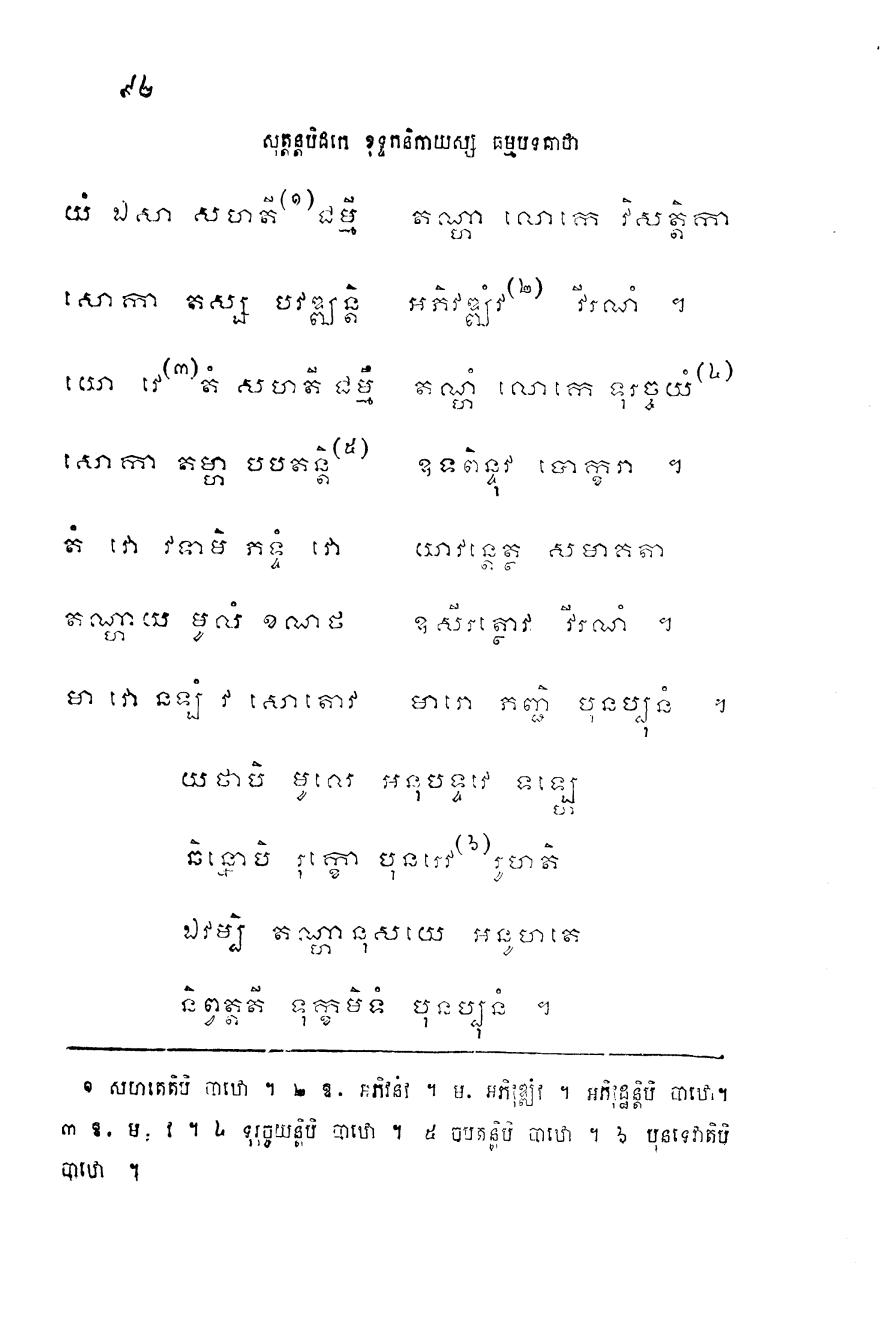 ៩៤
សុត្តន្តបិដកេ ខុទ្ទកនិកាយស្ស ធម្មបទគាថា
យំ ឯសា សហតី(១)ជម្មី តណ្ហា លោកេ វិសត្តិកា
សោកា តស្ស បវឌ្ឍន្តិ អភិវឌ្ឍំវ(២) វីរណំ ។
យោ វេ(៣)តំ សហតី ជម្មឹ តណ្ហំ លោកេ ទុរច្ចយំ(៤)
សោកា តម្ហា បបតន្តិ(៥) ឧទពិន្ទុវ បោក្ខរា ។
តំ វោ វទាមិ ភទ្ទំ វោ យាវន្តេត្ថ សមាគតា
តណ្ហាយ មូលំ ខណថ ឧសីរត្ថោវ វីរណំ ។
មា វោ នឡំ វ សោតោវ មារោ ភញ្ជិ បុនប្បុនំ ។
យថាបិ មូលេ អនុបទ្ទវេ ទឡ្ហេ
ឆិន្នោបិ រុក្ខោ បុនរេវ(៦)រូហតិ
ឯវម្បិ តណ្ហានុសយេ អនូហតេ
និព្វត្តតី ទុក្ខមិទំ បុនប្បុនំ ។
១ សហតេតិបិ បាឋោ ។ ២ ឱ. អភិវដំវ ។ ម. អភិវុឌ្ឍំវ ។ អភិវុដ្ឋន្តិបិ បាឋោ។
៣ ឱ. ម. វ ។ ៤ ទុរុច្ចយន្តិបិ បាឋោ ។ ៥ បបតន្តីបិ បាឋោ ។ ៦ បុនទេវាតិបិ
បាឋោ ។